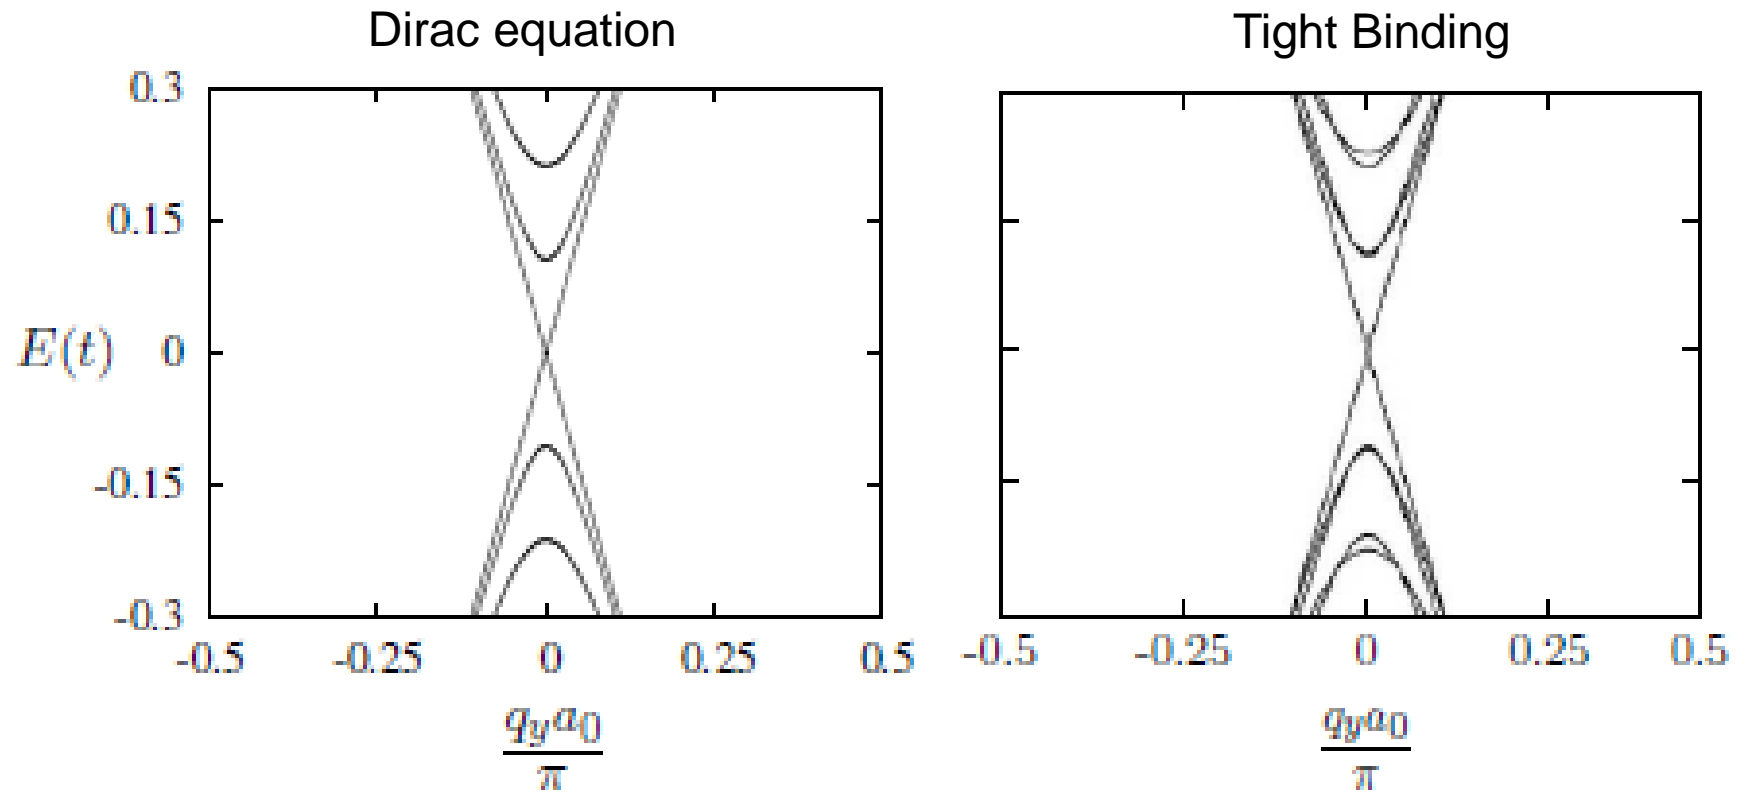 Dirac equation
Tight Binding
0.3
0.15
E(t) 0
-0.15
-0.3
-0.5 -0.25 0 0.25 0.5
-0.5 -0.25 0 0.25 0.5
q_y a_0
π
q_y a_0
π